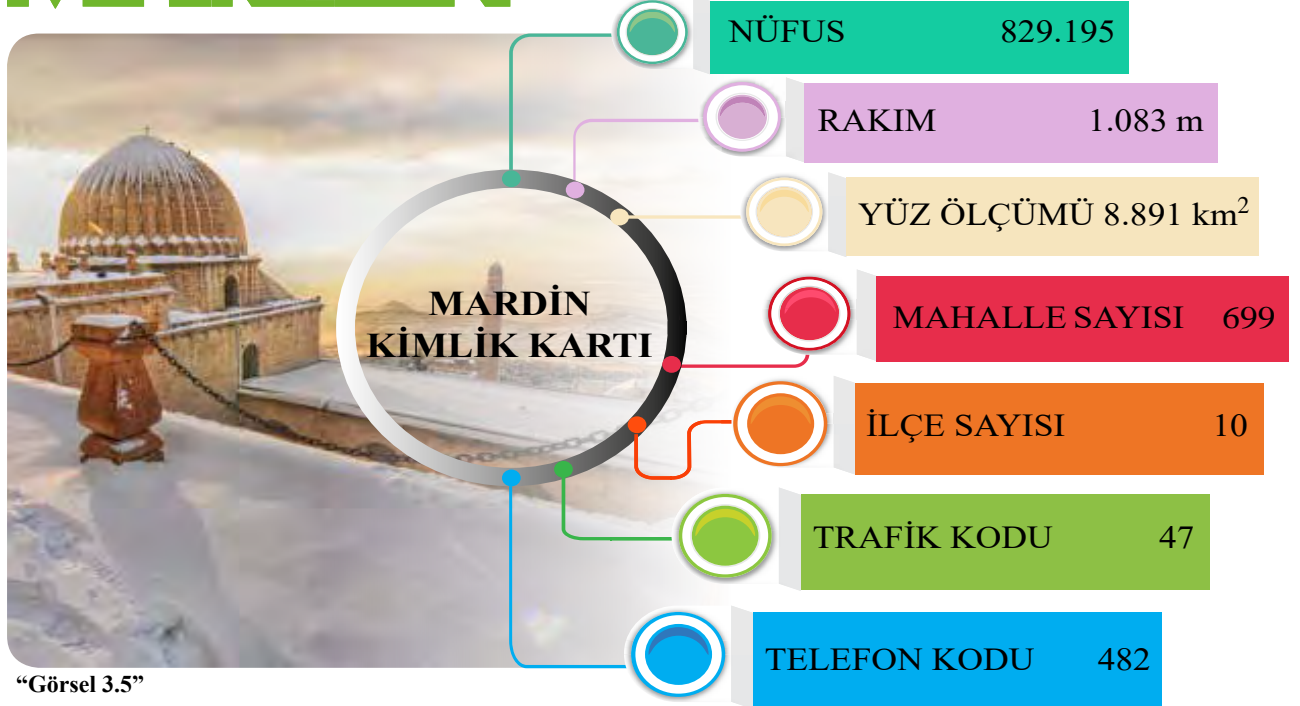 NÜFUS 829.195
RAKIM 1.083 m
YÜZ ÖLÇÜMÜ 8.891 km²
MARDİN
KİMLİK KARTI
MAHALLE SAYISI 699
İLÇE SAYISI 10
TRAFİK KODU 47
TELEFON KODU 482
“Görsel 3.5”